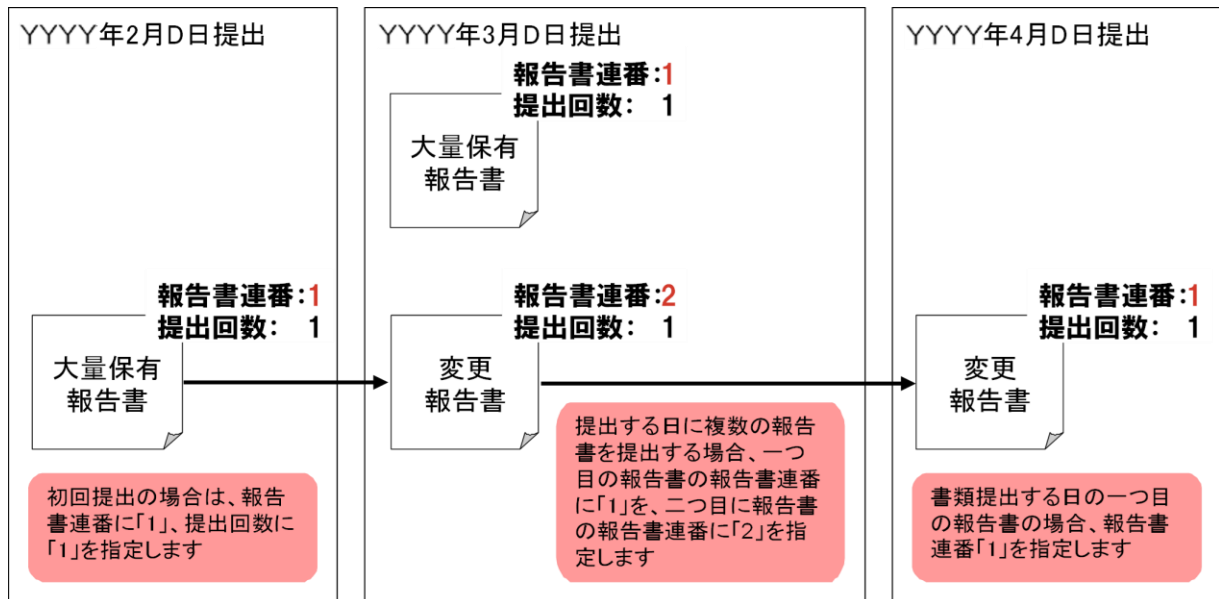 YYYY年2月D日提出
報告書連番:1
提出回数: 1
大量保有
報告書
初回提出の場合は、報告
書連番に「1」、提出回数に
「1」を指定します
YYYY年3月D日提出
報告書連番:1
提出回数: 1
大量保有
報告書
報告書連番:2
提出回数: 1
変更
報告書
提出する日に複数の報告
書を提出する場合、一つ
目の報告書の報告書連番
に「1」を、二つ目に報告書
の報告書連番に「2」を指
定します
YYYY年4月D日提出
報告書連番:1
提出回数: 1
変更
報告書
書類提出する日の一つ目
の報告書の場合、報告書
連番「1」を指定します